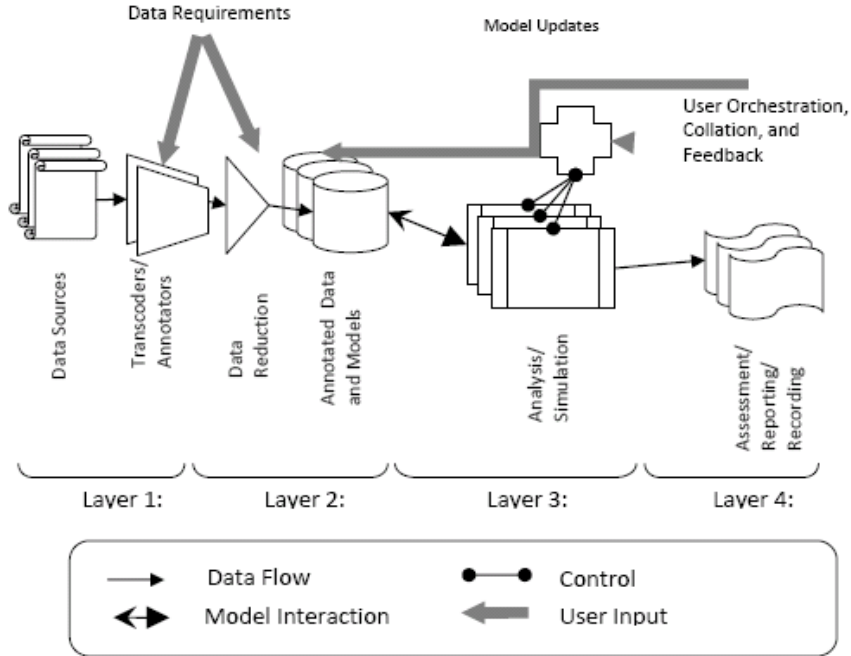 Data Requirements
Model Updates
User Orchestration,
Collation, and
Feedback
Data Sources
Transcoders/
Annotators
Data
Reduction
Annotated Data
and Models
Analysis/
Simulation
Assessment/
Reporting/
Recording
Layer 1:
Layer 2:
Layer 3:
Layer 4:
Data Flow
Control
Model Interaction
User Input